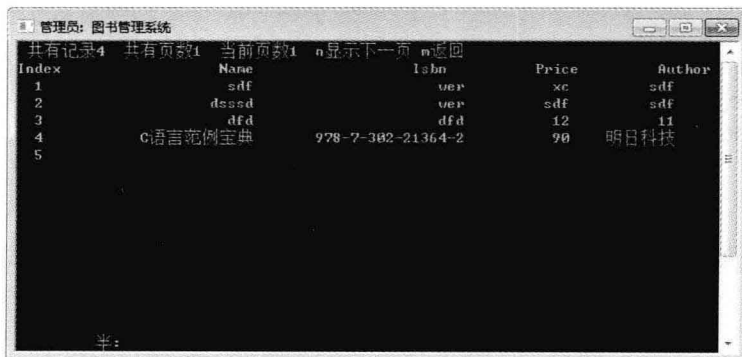 管理员: 图书管理系统
共有记录4 共有页数1 当前页数1 n显示下一页 m返回
Index Name Isbn Price Author
1 sdf wer xc sdf
2 dsssd wer sdf sdf
3 dfd dfd 12 11
4 C语言范例宝典 978-7-302-21364-2 90 明日科技
5
半: